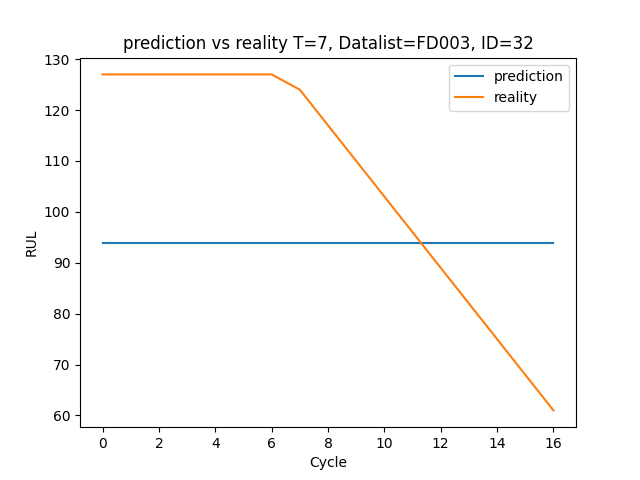 prediction vs reality T=7, Datalist=FD003, ID=32
prediction
reality
130
120
110
100
90
80
70
60
RUL
0 2 4 6 8 10 12 14 16
Cycle